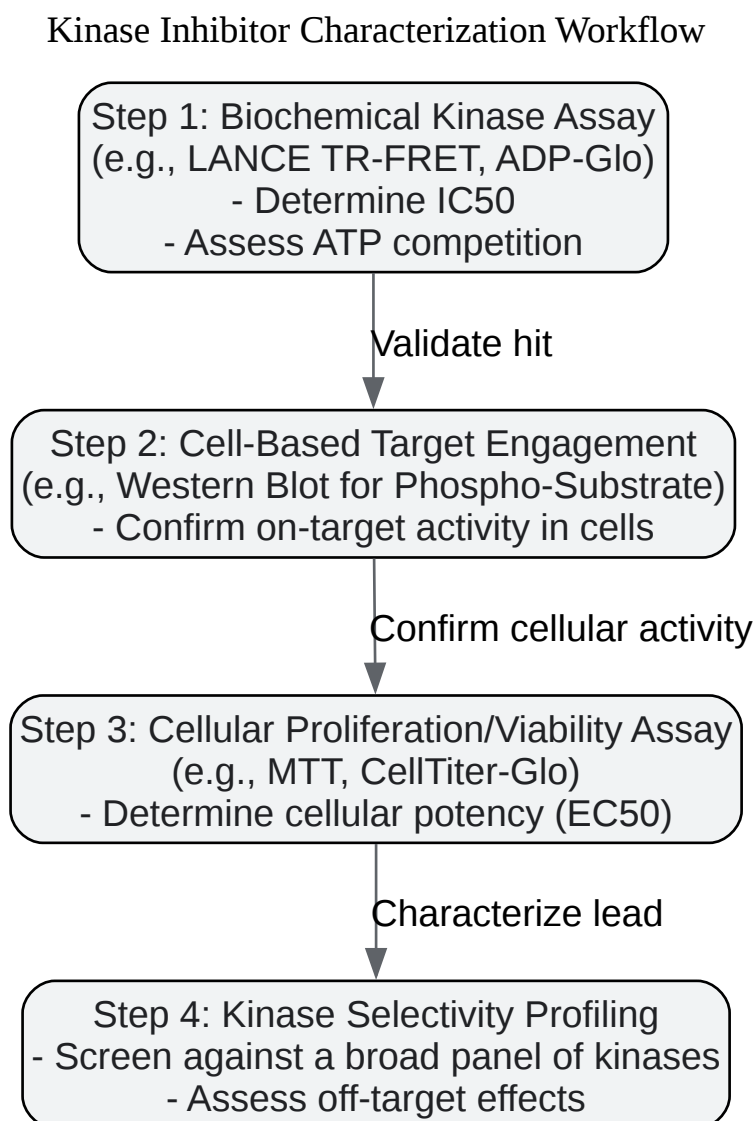 Kinase Inhibitor Characterization Workflow
Step 1: Biochemical Kinase Assay
(e.g., LANCE TR-FRET, ADP-Glo)
- Determine IC50
- Assess ATP competition
Validate hit
Step 2: Cell-Based Target Engagement
(e.g., Western Blot for Phospho-Substrate)
- Confirm on-target activity in cells
Confirm cellular activity
Step 3: Cellular Proliferation/Viability Assay
(e.g., MTT, CellTiter-Glo)
- Determine cellular potency (EC50)
Characterize lead
Step 4: Kinase Selectivity Profiling
- Screen against a broad panel of kinases
- Assess off-target effects